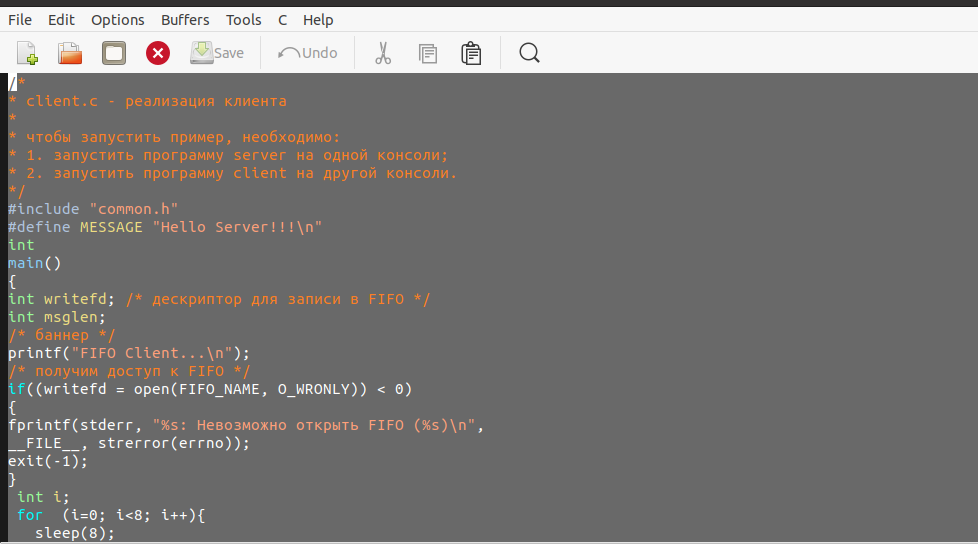 File Edit Options Buffers Tools C Help
Save Undo
/*
* client.c - реализация клиента
*
* чтобы запустить пример, необходимо:
* 1. запустить программу server на одной консоли;
* 2. запустить программу client на другой консоли.
*/
#include "common.h"
#define MESSAGE "Hello Server!!!\n"
int
main()
{
int writefd; /* дескриптор для записи в FIFO */
int msglen;
/* баннер */
printf("FIFO Client...\n");
/* получим доступ к FIFO */
if((writefd = open(FIFO_NAME, O_WRONLY)) < 0)
{
fprintf(stderr, "%s: Невозможно открыть FIFO (%s)\n",
__FILE__, strerror(errno));
exit(-1);
}
int i;
for  (i=0; i<8; i++){
sleep(8);